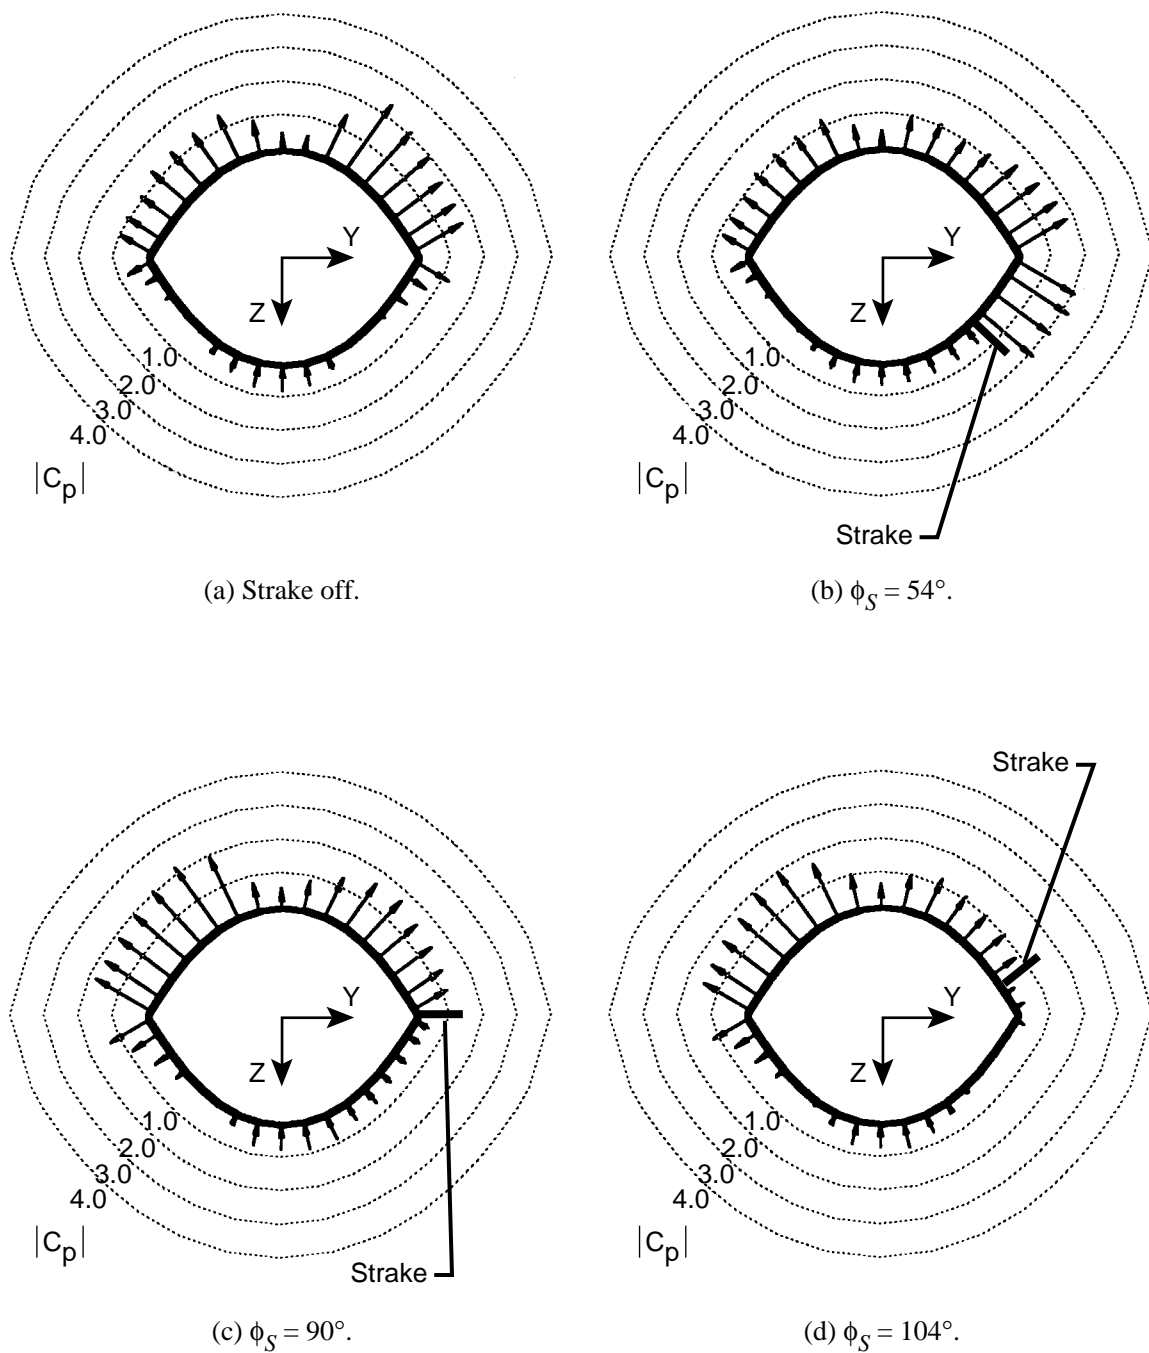 Y
Z
1.0
2.0
3.0
4.0
|Cp|
(a) Strake off.
Y
Z
1.0
2.0
3.0
4.0
|Cp|
Strake
(b) ϕS = 54°.
Y
Z
1.0
2.0
3.0
4.0
|Cp|
Strake
(c) ϕS = 90°.
Strake
Y
Z
1.0
2.0
3.0
4.0
|Cp|
(d) ϕS = 104°.